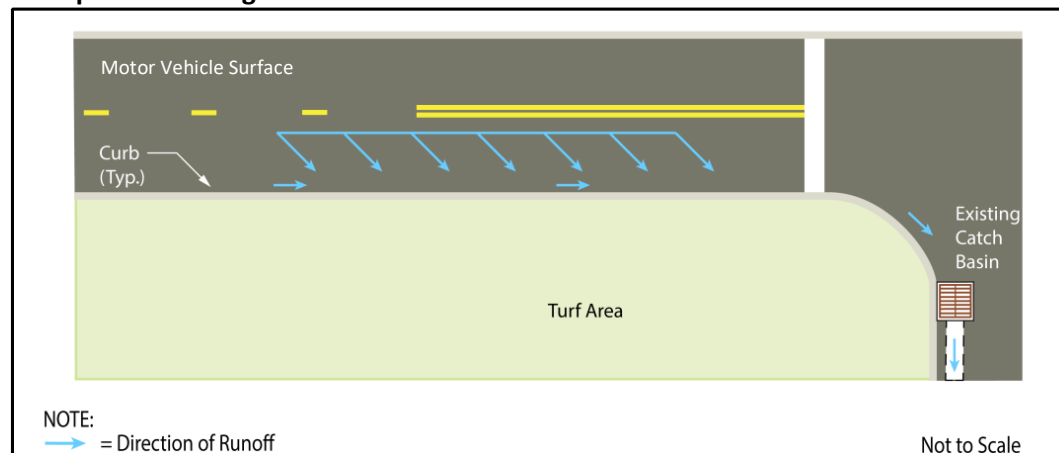 Motor Vehicle Surface
Curb
(Typ.)
Existing
Catch
Basin
Turf Area
NOTE:
= Direction of Runoff
Not to Scale